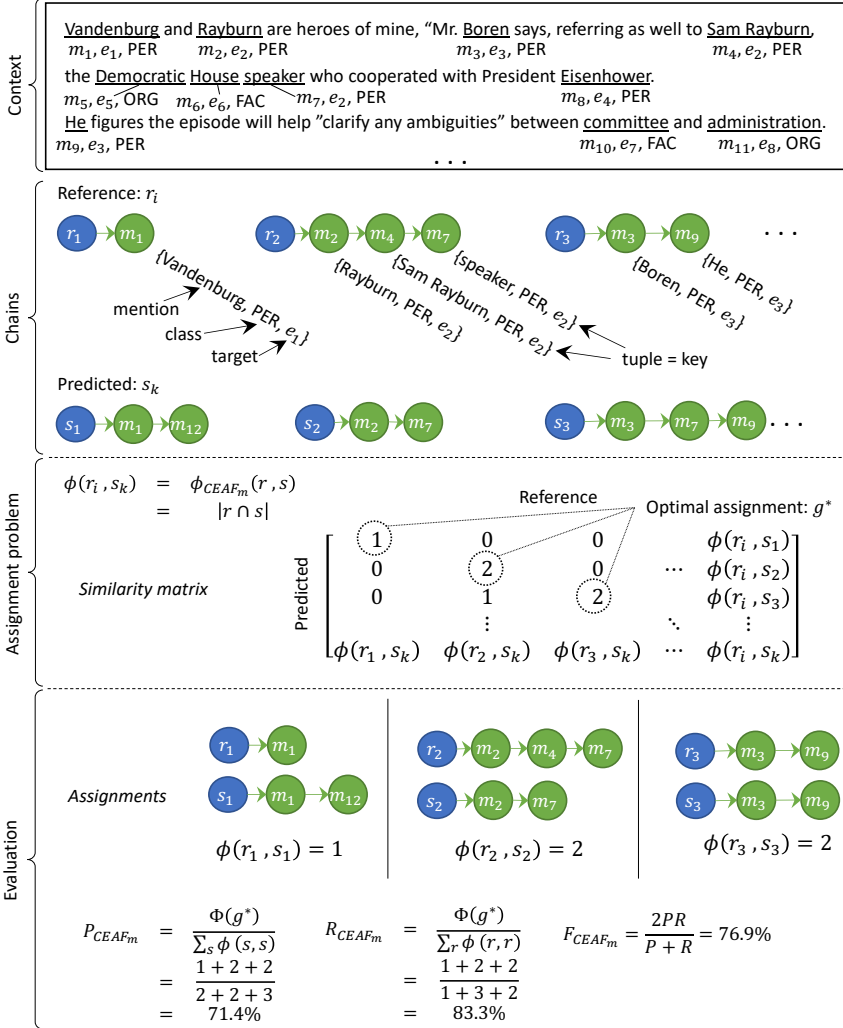 Context
Vandenburg and Rayburn are heroes of mine, “Mr. Boren says, referring as well to Sam Rayburn,
m₁, e₁, PER m₂, e₂, PER m₃, e₃, PER m₄, e₂, PER
the Democratic House speaker who cooperated with President Eisenhower.
m₅, e₅, ORG m₆, e₆, FAC m₇, e₂, PER m₈, e₄, PER
He figures the episode will help ”clarify any ambiguities” between committee and administration.
m₉, e₃, PER m₁₀, e₇, FAC m₁₁, e₈, ORG
. . .
Chains
Reference: rᵢ
r₁ m₁ r₂ m₂ m₄ m₇ r₃ m₃ m₉ . . .
{Vandenburg, PER, e₁}
{Rayburn, PER, e₂}
{Sam Rayburn, PER, e₂}
{speaker, PER, e₂}
{Boren, PER, e₃}
{He, PER, e₃}
mention
class
target
tuple = key
Predicted: sₖ
s₁ m₁ m₁₂ s₂ m₂ m₇ s₃ m₃ m₇ m₉ . . .
Assignment problem
ϕ(rᵢ , sₖ) = ϕ_CEAFₘ(r , s)
= |r ∩ s|
Similarity matrix
Reference
Optimal assignment: g*
Predicted
1 0 0 ϕ(rᵢ , s₁)
0 2 0 ⋯ ϕ(rᵢ , s₂)
0 1 2 ϕ(rᵢ , s₃)
⋮ ⋱ ⋮
ϕ(r₁ , sₖ) ϕ(r₂ , sₖ) ϕ(r₃ , sₖ) ⋯ ϕ(rᵢ , sₖ)
Evaluation
Assignments
r₁ m₁
s₁ m₁ m₁₂
ϕ(r₁ , s₁) = 1
r₂ m₂ m₄ m₇
s₂ m₂ m₇
ϕ(r₂ , s₂) = 2
r₃ m₃ m₉
s₃ m₃ m₉
ϕ(r₃ , s₃) = 2
P_CEAFₘ = Φ(g*) / ∑ₛ ϕ (s, s)
= 1 + 2 + 2 / 2 + 2 + 3
= 71.4%
R_CEAFₘ = Φ(g*) / ∑ᵣ ϕ (r, r)
= 1 + 2 + 2 / 1 + 3 + 2
= 83.3%
F_CEAFₘ = 2PR / P + R = 76.9%